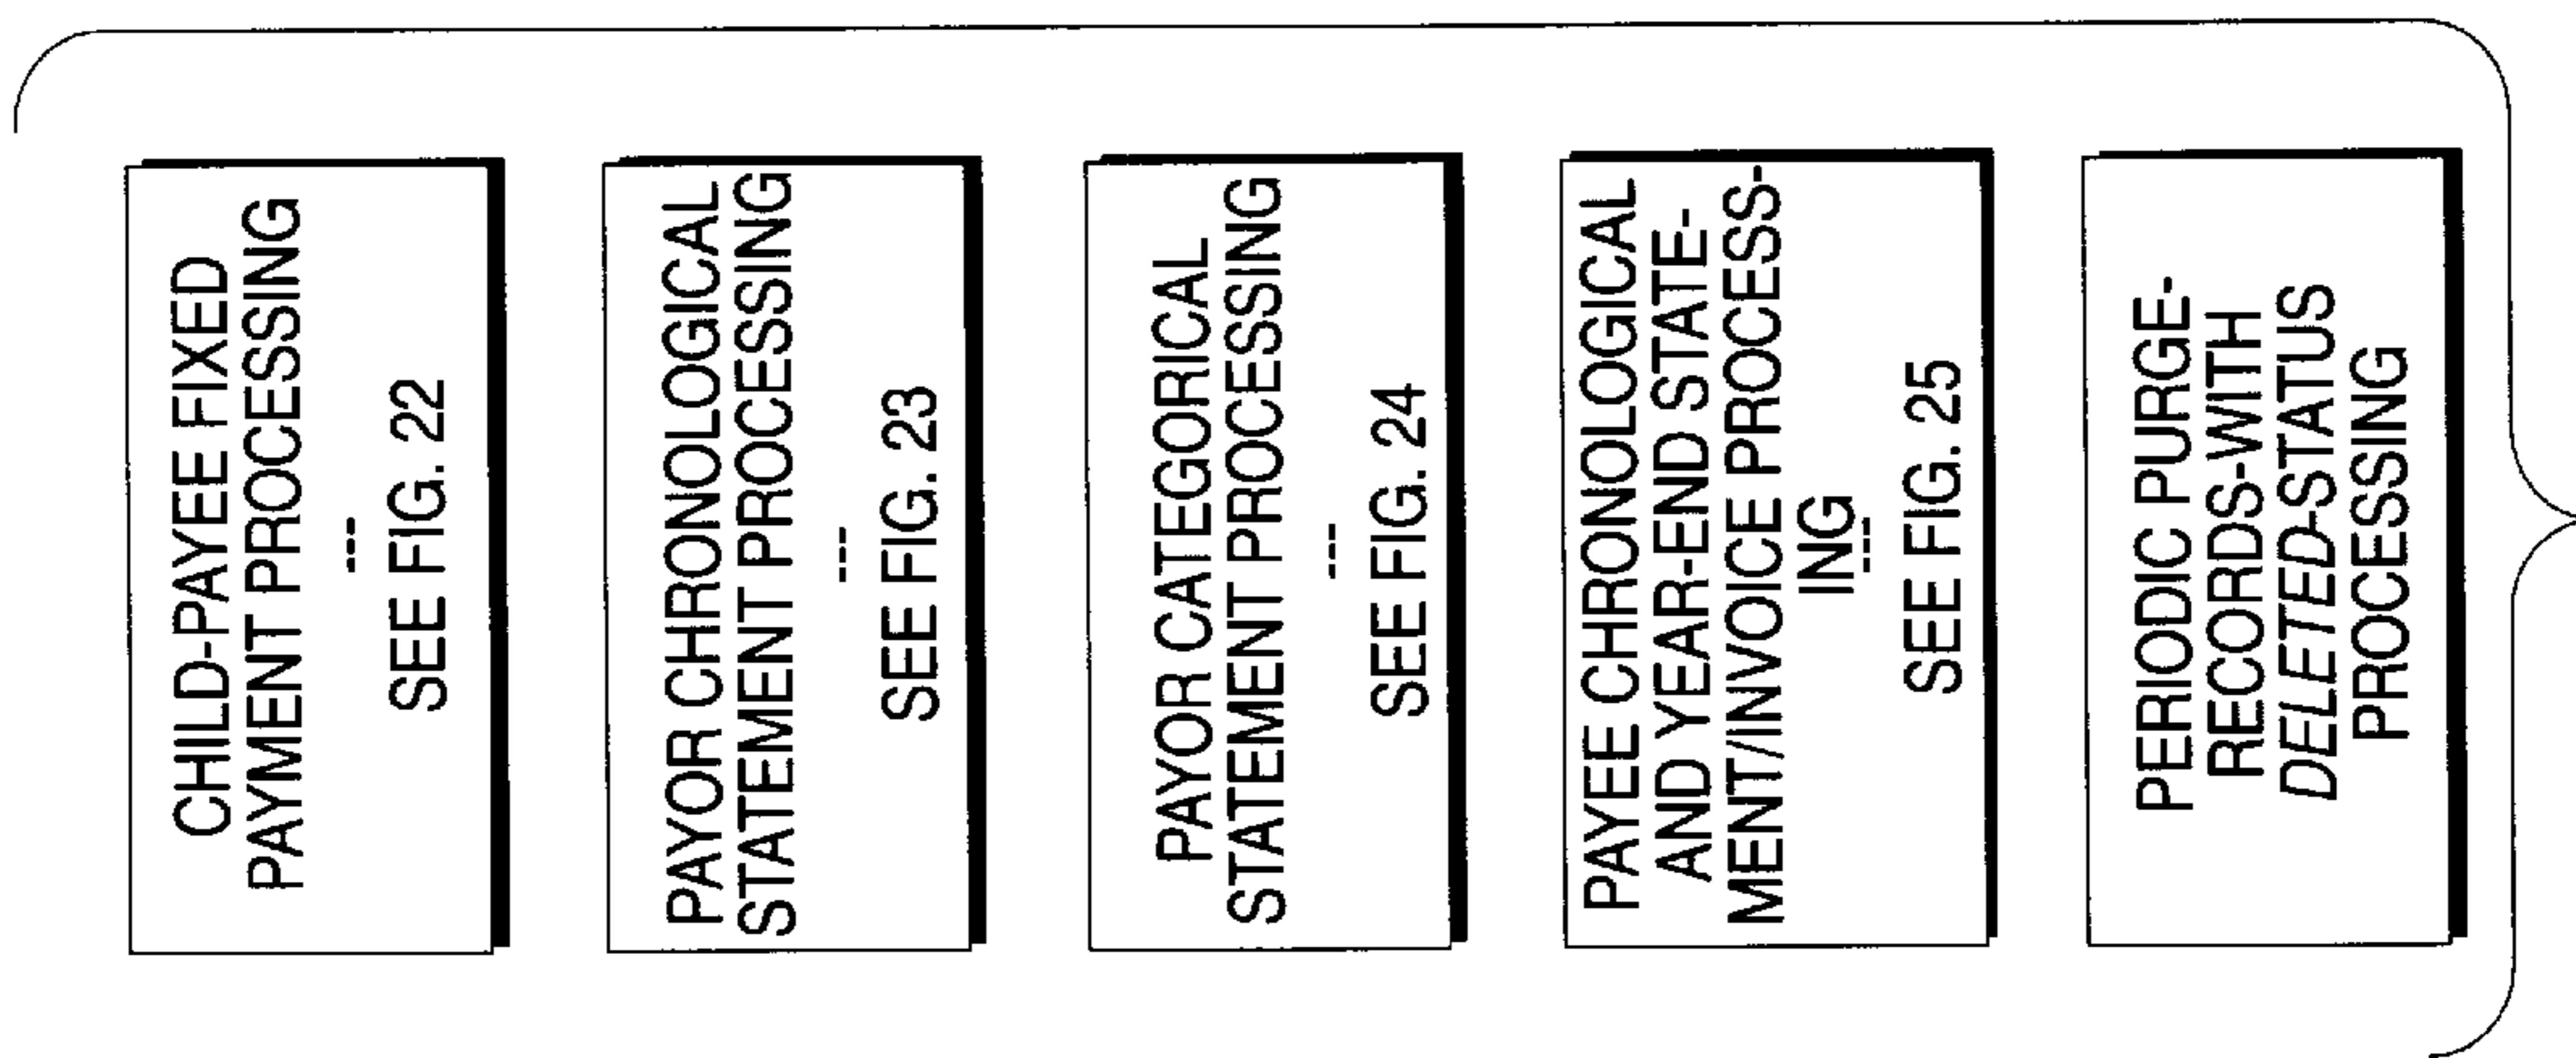 CHILD-PAYEE FIXED
PAYMENT PROCESSING
---
SEE FIG. 22
PAYOR CHRONOLOGICAL
STATEMENT PROCESSING
---
SEE FIG. 23
PAYOR CATEGORICAL
STATEMENT PROCESSING
---
SEE FIG. 24
PAYEE CHRONOLOGICAL
AND YEAR-END STATE-
MENT/INVOICE PROCESS-
ING
---
SEE FIG. 25
PERIODIC PURGE-
RECORDS-WITH
DELETED-STATUS
PROCESSING